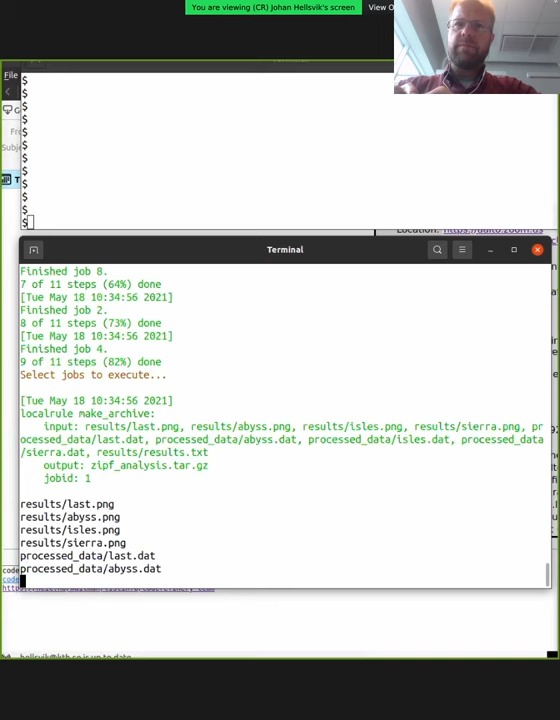 You are viewing (CR) Johan Hellsvik's screen View O
File
$
$
$
$
$
$
$
$
$
$
$
$
Terminal
Finished job 8.
7 of 11 steps (64%) done
[Tue May 18 10:34:56 2021]
Finished job 2.
8 of 11 steps (73%) done
[Tue May 18 10:34:56 2021]
Finished job 4.
9 of 11 steps (82%) done
Select jobs to execute...
[Tue May 18 10:34:56 2021]
localrule make_archive:
input: results/last.png, results/abyss.png, results/isles.png, results/sierra.png, pr
ocessed_data/last.dat, processed_data/abyss.dat, processed_data/isles.dat, processed_data
/sierra.dat, results/results.txt
output: zipf_analysis.tar.gz
jobid: 1
results/last.png
results/abyss.png
results/isles.png
results/sierra.png
processed_data/last.dat
processed_data/abyss.dat